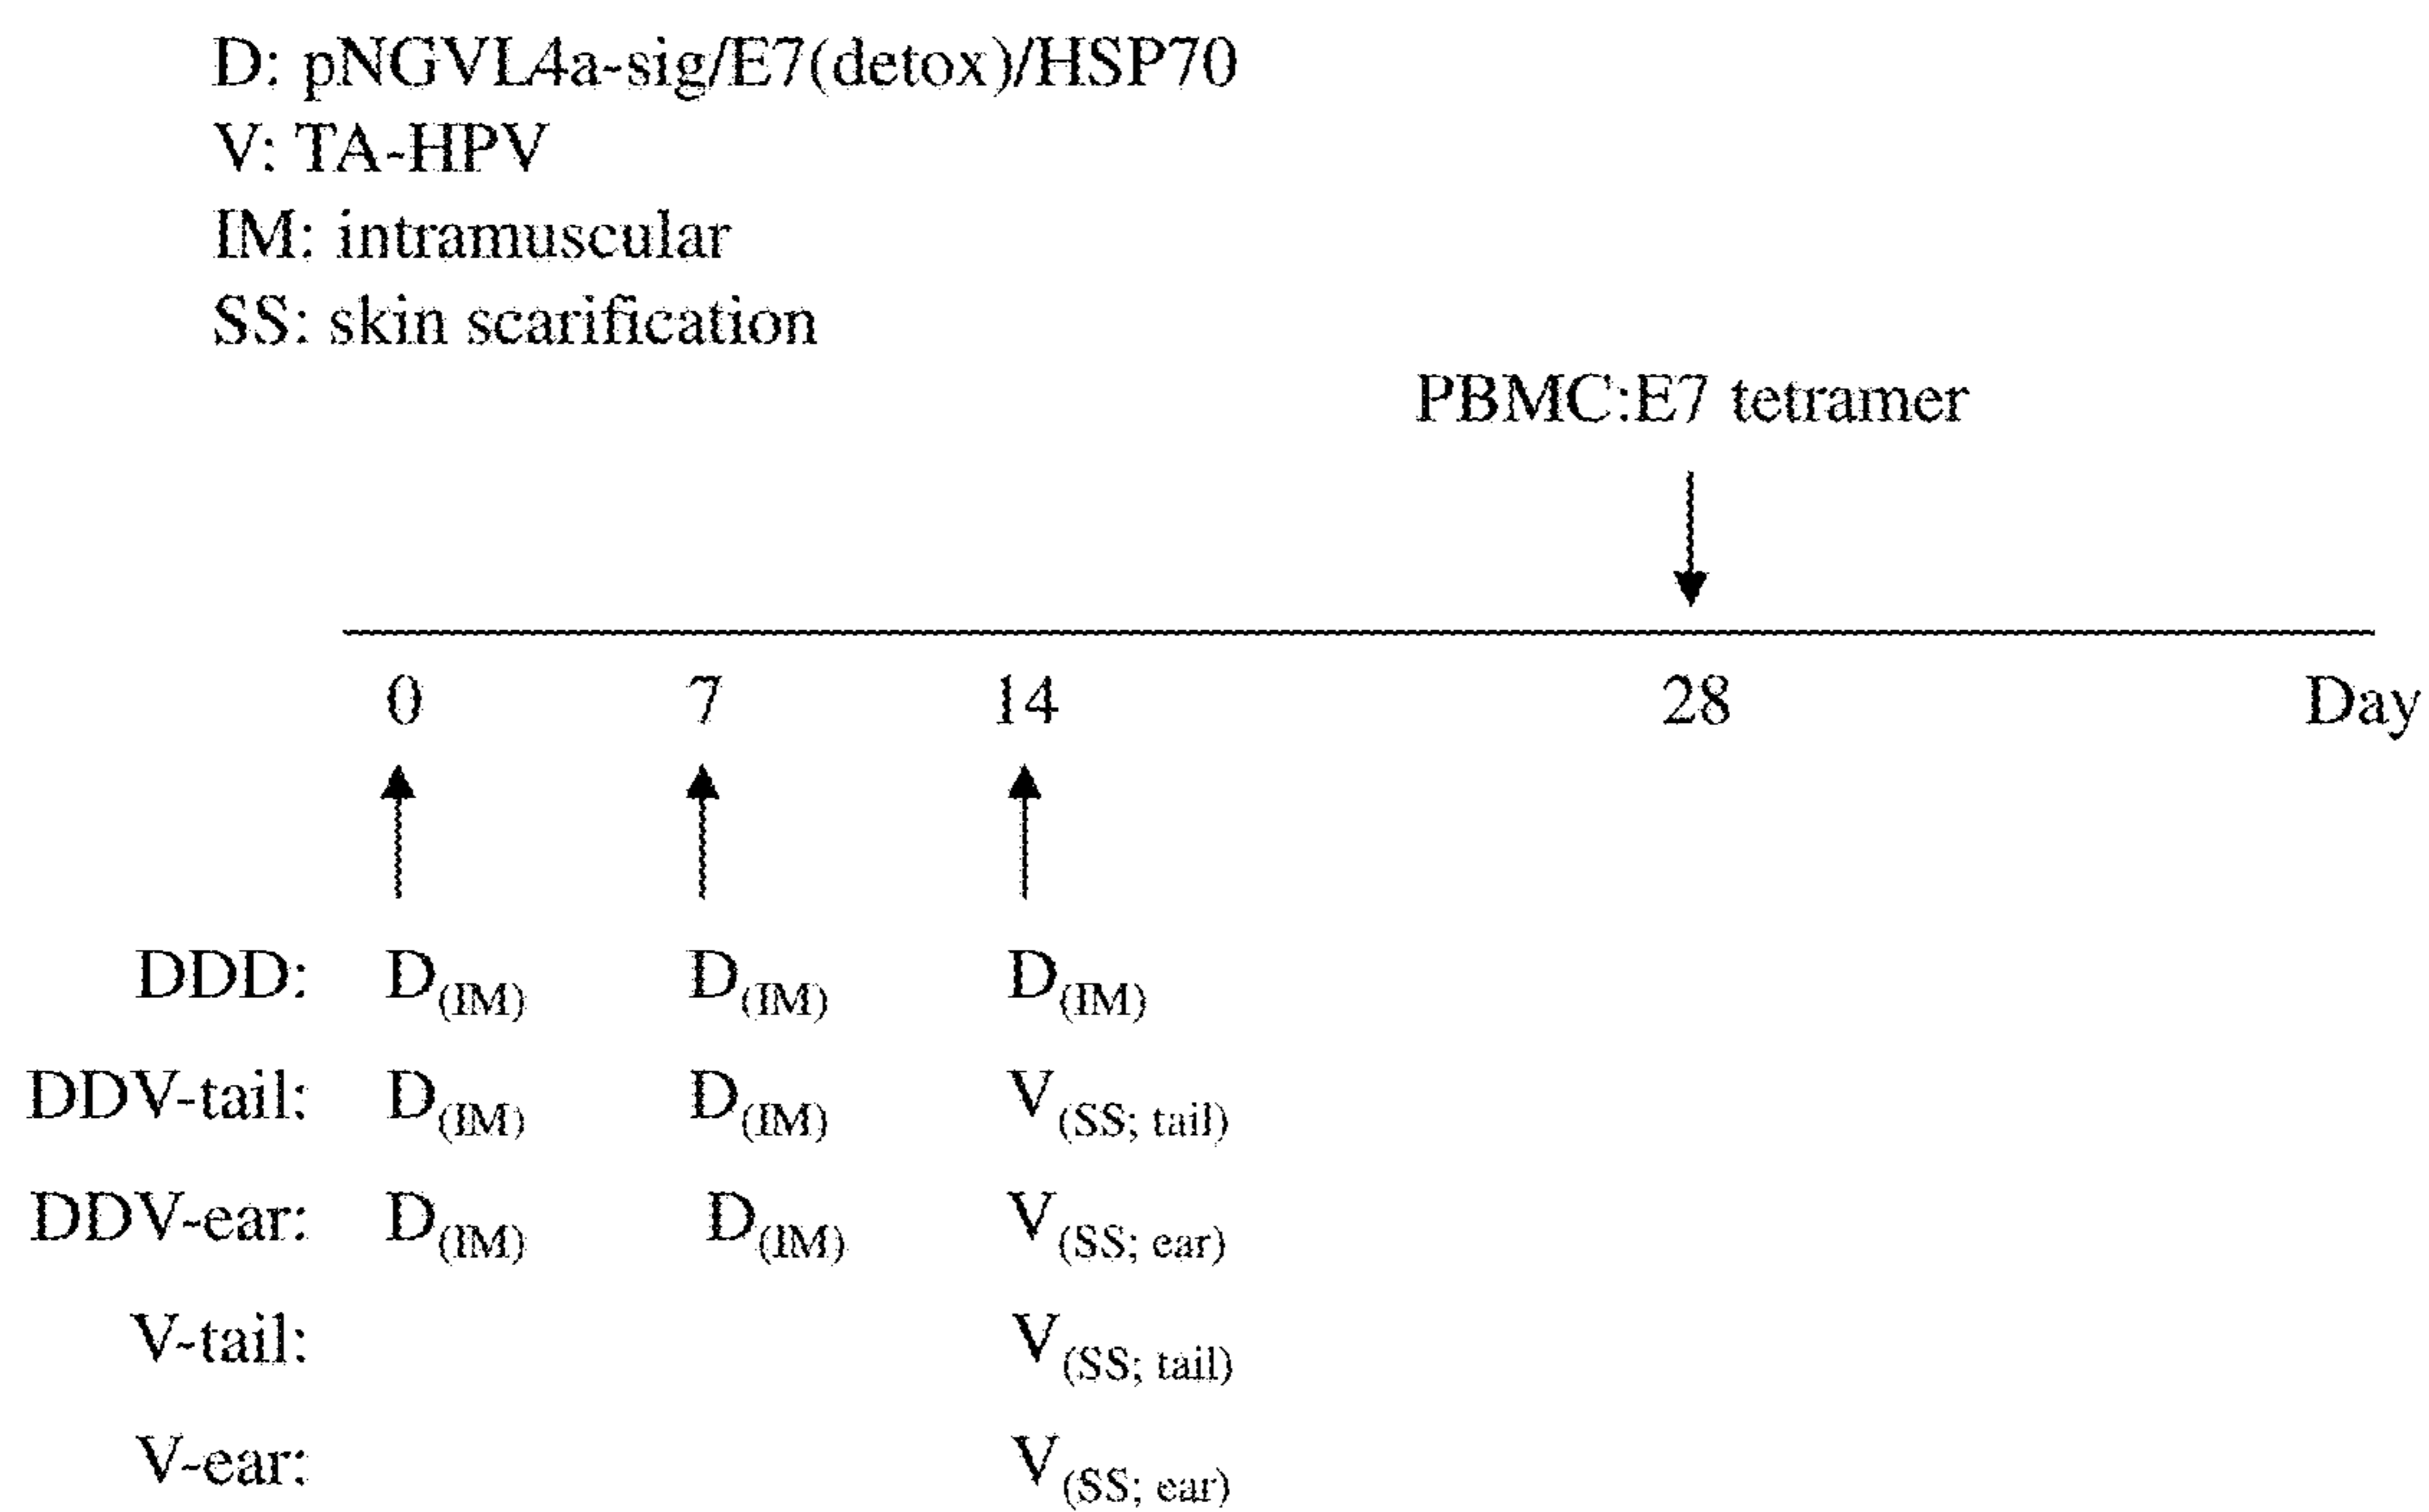 D: pNGVL4a-sig/E7(detox)/HSP70
V: TA-HPV
IM: intramuscular
SS: skin scarification
PBMC:E7 tetramer
0 7 14 28 Day
DDD: D(IM) D(IM) D(IM)
DDV-tail: D(IM) D(IM) V(SS; tail)
DDV-ear: D(IM) D(IM) V(SS; ear)
V-tail: V(SS; tail)
V-ear: V(SS; ear)